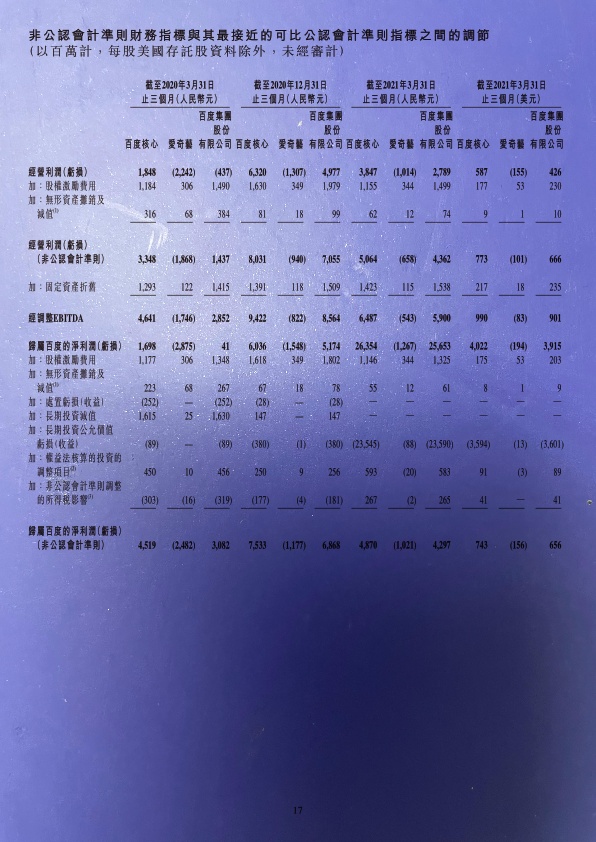 非公認會計準則財務指標與其最接近的可比公認會計準則指標之間的調節
(以百萬計，每股美國存託股資料除外，未經審計)
截至2020年3月31日 截至2020年12月31日 截至2021年3月31日 截至2021年3月31日
止三個月(人民幣元) 止三個月(人民幣元) 止三個月(人民幣元) 止三個月(美元)
百度集團 百度集團 百度集團 百度集團
股份 股份 股份 股份
百度核心 愛奇藝 有限公司 百度核心 愛奇藝 有限公司 百度核心 愛奇藝 有限公司 百度核心 愛奇藝 有限公司
經營利潤(虧損) 1,848 (2,242) (437) 6,320 (1,307) 4,977 3,847 (1,014) 2,789 587 (155) 426
加：股權激勵費用 1,184 306 1,490 1,630 349 1,979 1,155 344 1,499 177 53 230
加：無形資產攤銷及
減值(1) 316 68 384 81 18 99 62 12 74 9 1 10
經營利潤(虧損)
(非公認會計準則) 3,348 (1,868) 1,437 8,031 (940) 7,055 5,064 (658) 4,362 773 (101) 666
加：固定資產折舊 1,293 122 1,415 1,391 118 1,509 1,423 115 1,538 217 18 235
經調整EBITDA 4,641 (1,746) 2,852 9,422 (822) 8,564 6,487 (543) 5,900 990 (83) 901
歸屬百度的淨利潤(虧損) 1,698 (2,875) 41 6,036 (1,548) 5,174 26,354 (1,267) 25,653 4,022 (194) 3,915
加：股權激勵費用 1,177 306 1,348 1,618 349 1,802 1,146 344 1,325 175 53 203
加：無形資產攤銷及
減值(1) 223 68 267 67 18 78 55 12 61 8 1 9
加：處置虧損(收益) (252) — (252) (28) — (28) — — — — — —
加：長期投資減值 1,615 25 1,630 147 — 147 — — — — — —
加：長期投資公允價值
虧損(收益) (89) — (89) (380) (1) (380) (23,545) (88) (23,590) (3,594) (13) (3,601)
加：權益法核算的投資的
調整項目(2) 450 10 456 250 9 256 593 (20) 583 91 (3) 89
加：非公認會計準則調整
的所得稅影響(3) (303) (16) (319) (177) (4) (181) 267 (2) 265 41 — 41
歸屬百度的淨利潤(虧損)
(非公認會計準則) 4,519 (2,482) 3,082 7,533 (1,177) 6,868 4,870 (1,021) 4,297 743 (156) 656
17